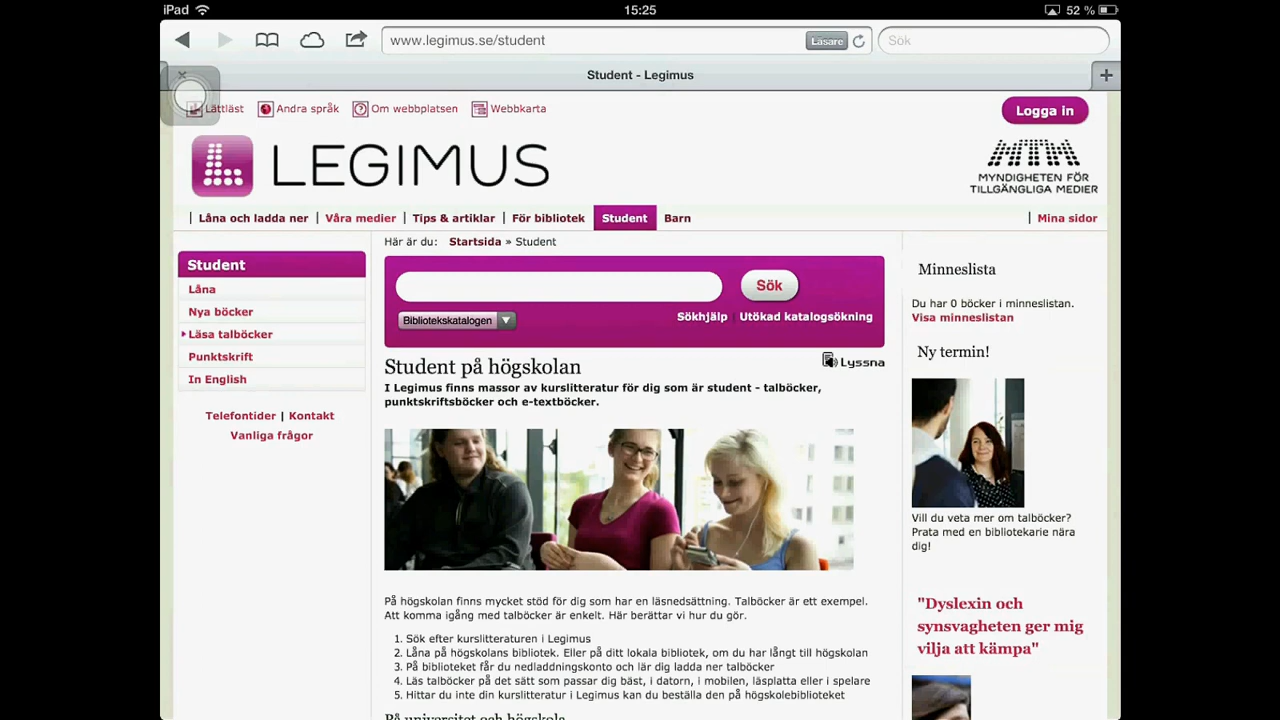 iPad 15:25 52 %
www.legimus.se/student Läsare Sök
Student - Legimus
Lättläst Andra språk Om webbplatsen Webbkarta
Logga in
LEGIMUS
MYNDIGHETEN FÖR
TILLGÄNGLIGA MEDIER
Låna och ladda ner Våra medier Tips & artiklar För bibliotek Student Barn Mina sidor
Här är du: Startsida » Student
Student
Låna
Nya böcker
Läsa talböcker
Punktskrift
In English
Telefontider | Kontakt
Vanliga frågor
Sök
Bibliotekskatalogen Sökhjälp Utökad katalogsökning
Lyssna
Student på högskolan
I Legimus finns massor av kurslitteratur för dig som är student - talböcker,
punktskriftsböcker och e-textböcker.
På högskolan finns mycket stöd för dig som har en läsnedsättning. Talböcker är ett exempel.
Att komma igång med talböcker är enkelt. Här berättar vi hur du gör.
1. Sök efter kurslitteraturen i Legimus
2. Låna på högskolans bibliotek. Eller på ditt lokala bibliotek, om du har långt till högskolan
3. På biblioteket får du nedladdningskonto och lär dig ladda ner talböcker
4. Läs talböcker på det sätt som passar dig bäst, i datorn, i mobilen, läsplatta eller i spelare
5. Hittar du inte din kurslitteratur i Legimus kan du beställa den på högskolebiblioteket
På universitet och högskola
Minneslista
Du har 0 böcker i minneslistan.
Visa minneslistan
Ny termin!
Vill du veta mer om talböcker?
Prata med en bibliotekarie nära
dig!
"Dyslexin och
synsvagheten ger mig
vilja att kämpa"